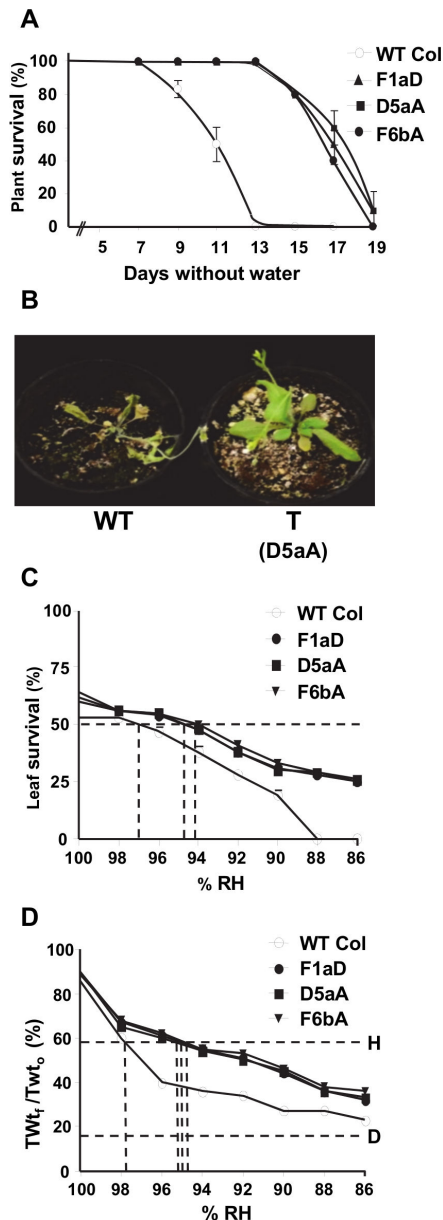 A
Plant survival (%)
100
80
60
40
20
0
WT Col
F1aD
D5aA
F6bA
5 7 9 11 13 15 17 19
Days without water
B
WT T
(D5aA)
C
Leaf survival (%)
100
75
50
25
0
WT Col
F1aD
D5aA
F6bA
100 98 96 94 92 90 88 86
% RH
D
TWtf /Twto (%)
100
80
60
40
20
0
WT Col
F1aD
D5aA
F6bA
H
D
100 98 96 94 92 90 88 86
% RH